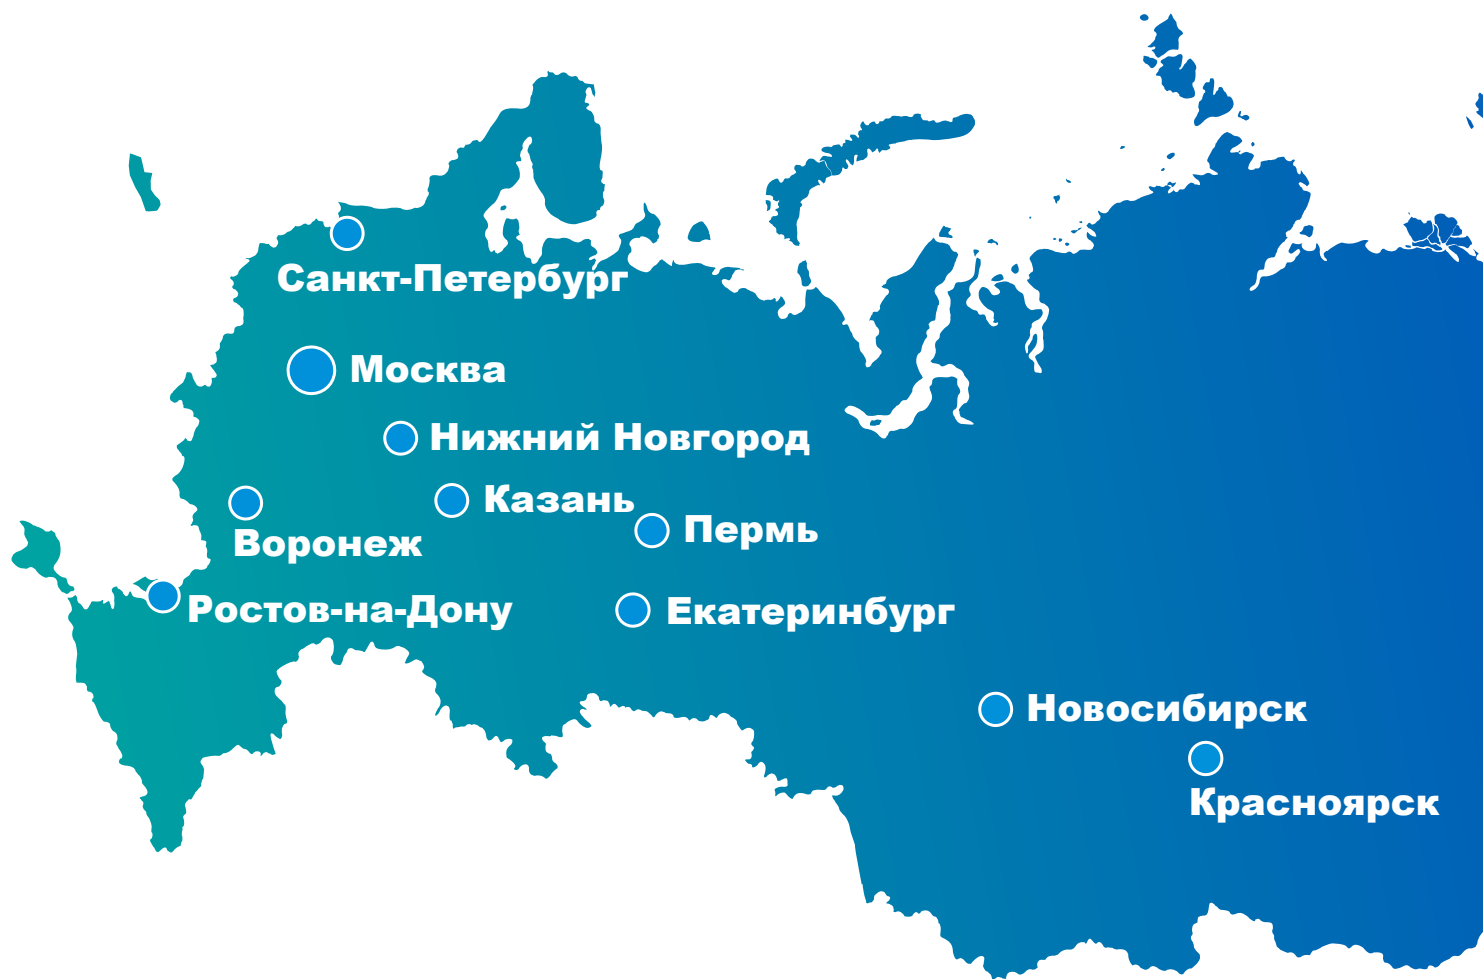 Санкт-Петербург
Москва
Нижний Новгород
Казань
Пермь
Воронеж
Ростов-на-Дону
Екатеринбург
Новосибирск
Красноярск